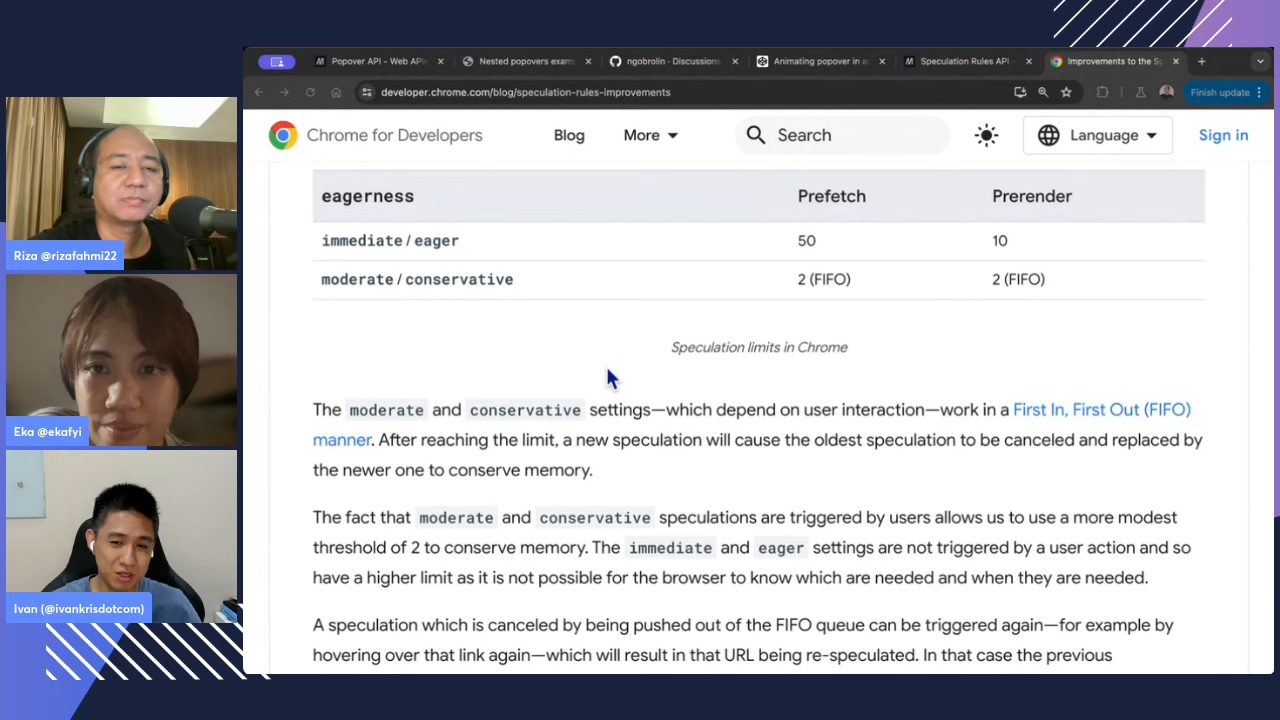 Popover API - Web APIs
Nested popovers examp
ngobrolin · Discussions
Animating popover in a
Speculation Rules API -
Improvements to the Sp
developer.chrome.com/blog/speculation-rules-improvements
Finish update
Chrome for Developers
Blog
More
Search
Language
Sign in
eagerness Prefetch Prerender
immediate / eager 50 10
moderate / conservative 2 (FIFO) 2 (FIFO)
Speculation limits in Chrome
The moderate and conservative settings—which depend on user interaction—work in a First In, First Out (FIFO)
manner. After reaching the limit, a new speculation will cause the oldest speculation to be canceled and replaced by
the newer one to conserve memory.
The fact that moderate and conservative speculations are triggered by users allows us to use a more modest
threshold of 2 to conserve memory. The immediate and eager settings are not triggered by a user action and so
have a higher limit as it is not possible for the browser to know which are needed and when they are needed.
A speculation which is canceled by being pushed out of the FIFO queue can be triggered again—for example by
hovering over that link again—which will result in that URL being re-speculated. In that case the previous
Riza @rizafahmi22
Eka @ekafyi
Ivan (@ivankrisdotcom)